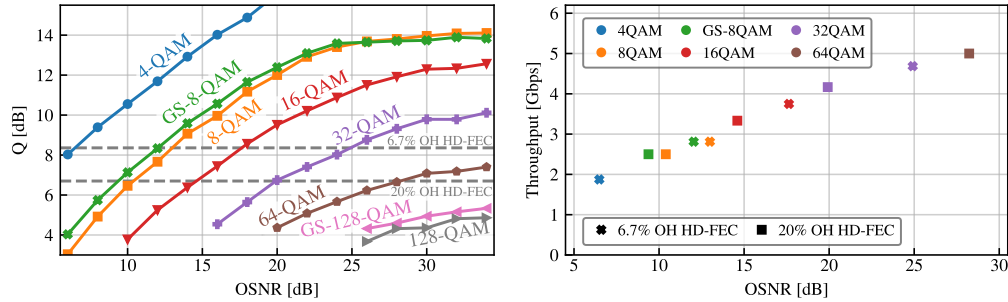 14
12
10
8
6
4
Q [dB]
4-QAM
GS-8-QAM
8-QAM
16-QAM
32-QAM
6.7% OH HD-FEC
64-QAM
20% OH HD-FEC
GS-128-QAM
128-QAM
10 15 20 25 30
OSNR [dB]
6
5
4
3
2
1
0
Throughput [Gbps]
4QAM GS-8QAM 32QAM
8QAM 16QAM 64QAM
6.7% OH HD-FEC 20% OH HD-FEC
5 10 15 20 25 30
OSNR [dB]